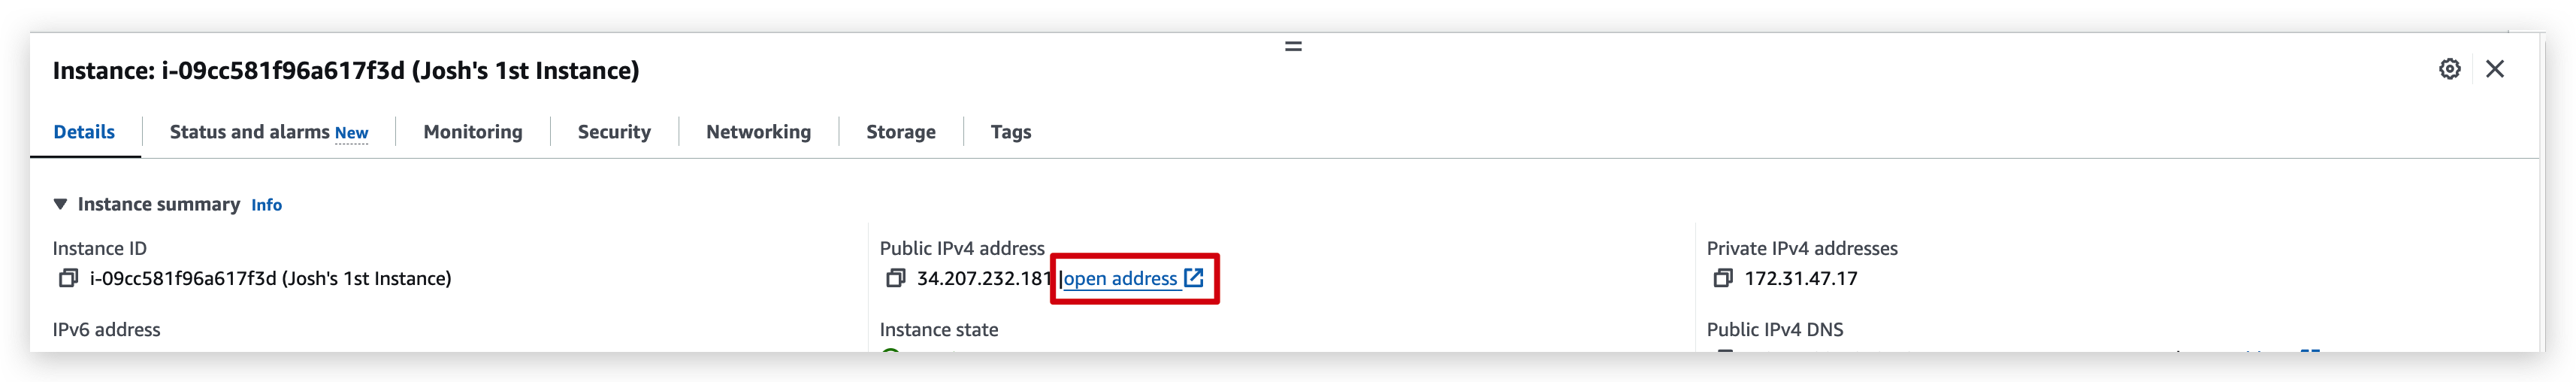 Instance: i-09cc581f96a617f3d (Josh's 1st Instance)
Details
Status and alarms New
Monitoring
Security
Networking
Storage
Tags
Instance summary Info
Instance ID
i-09cc581f96a617f3d (Josh's 1st Instance)
Public IPv4 address
34.207.232.181 |open address
Private IPv4 addresses
172.31.47.17
IPv6 address
Instance state
Public IPv4 DNS